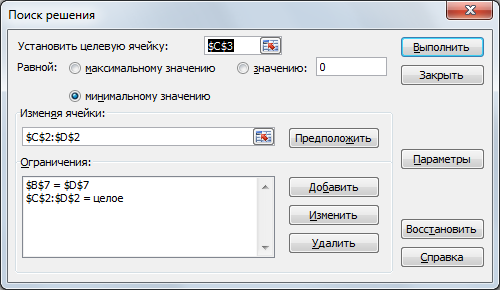 Поиск решения
Установить целевую ячейку: $C$3 Выполнить
Равной: максимальному значению значению: 0 Закрыть
минимальному значению
Изменяя ячейки:
$C$2:$D$2 Предположить
Ограничения: Параметры
$B$7 = $D$7 Добавить
$C$2:$D$2 = целое
Изменить
Восстановить
Удалить
Справка